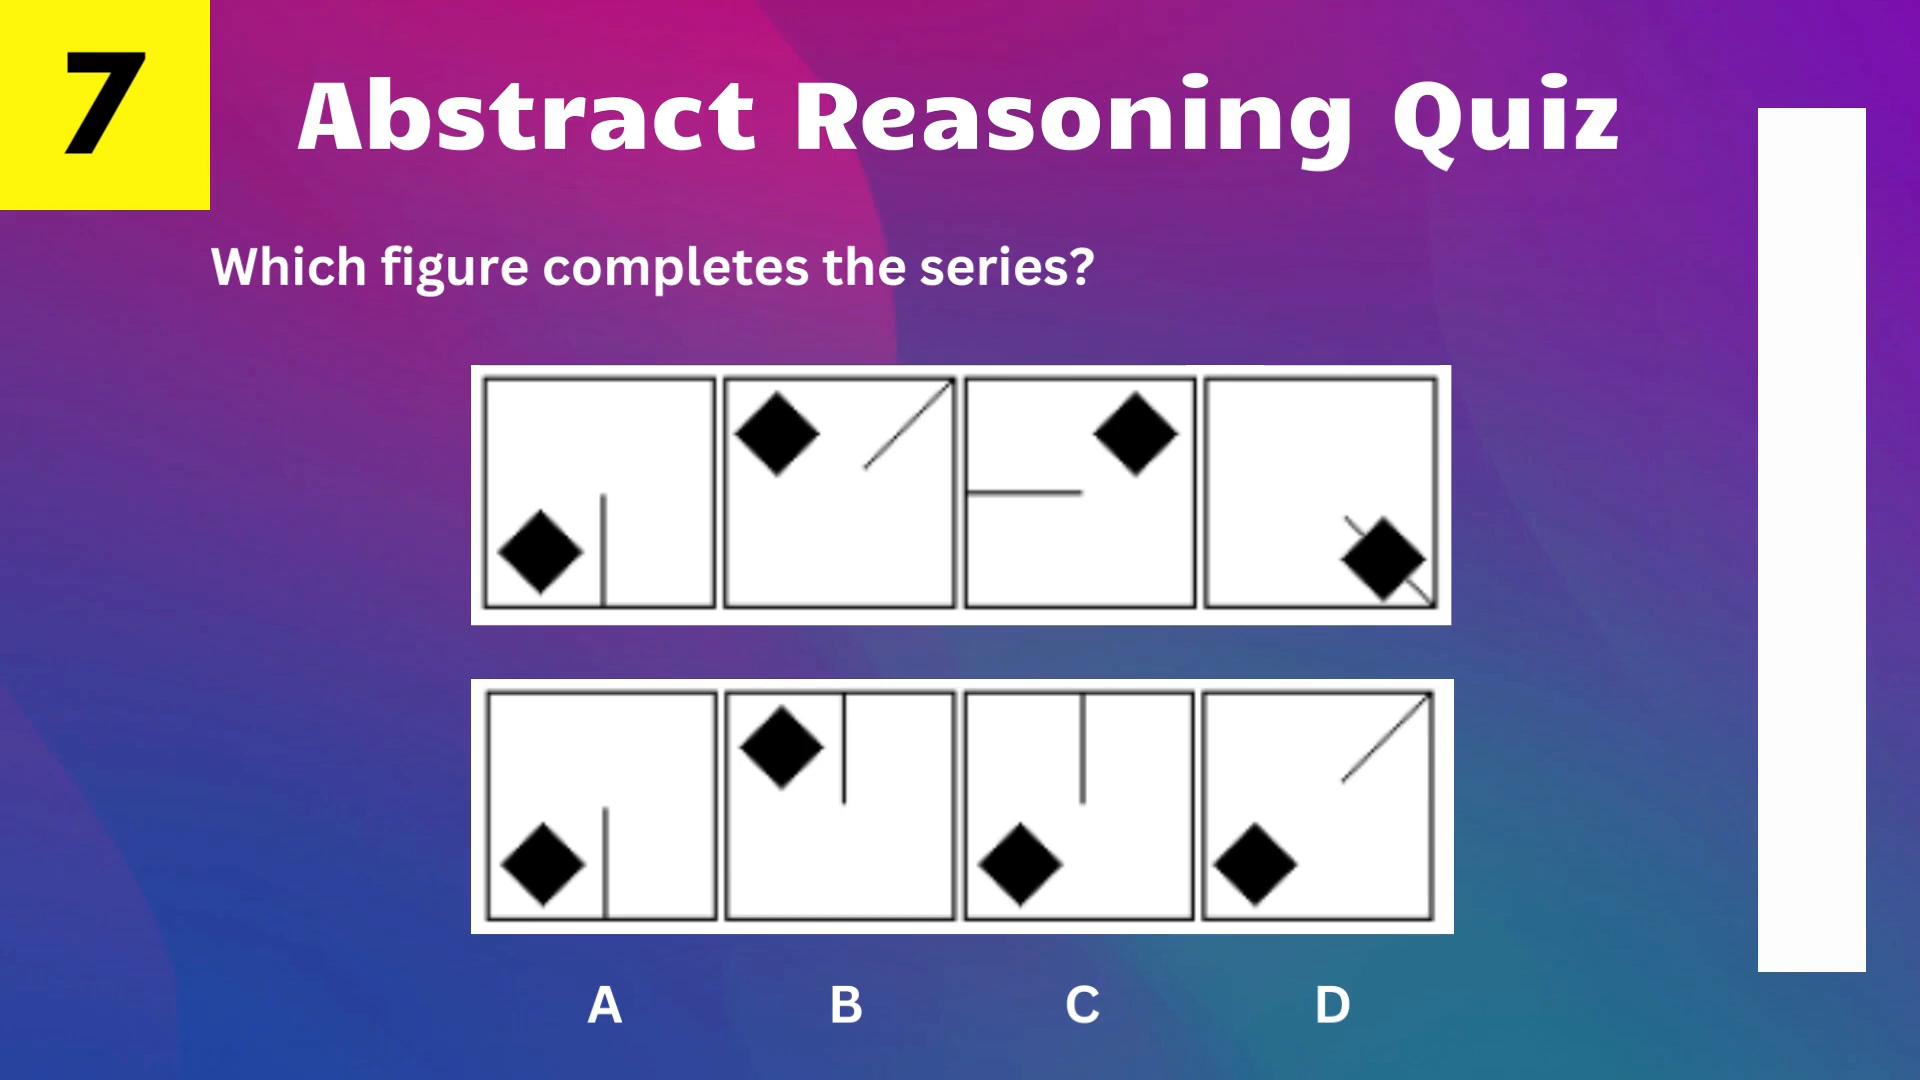 7
Abstract Reasoning Quiz
Which figure completes the series?
A B C D